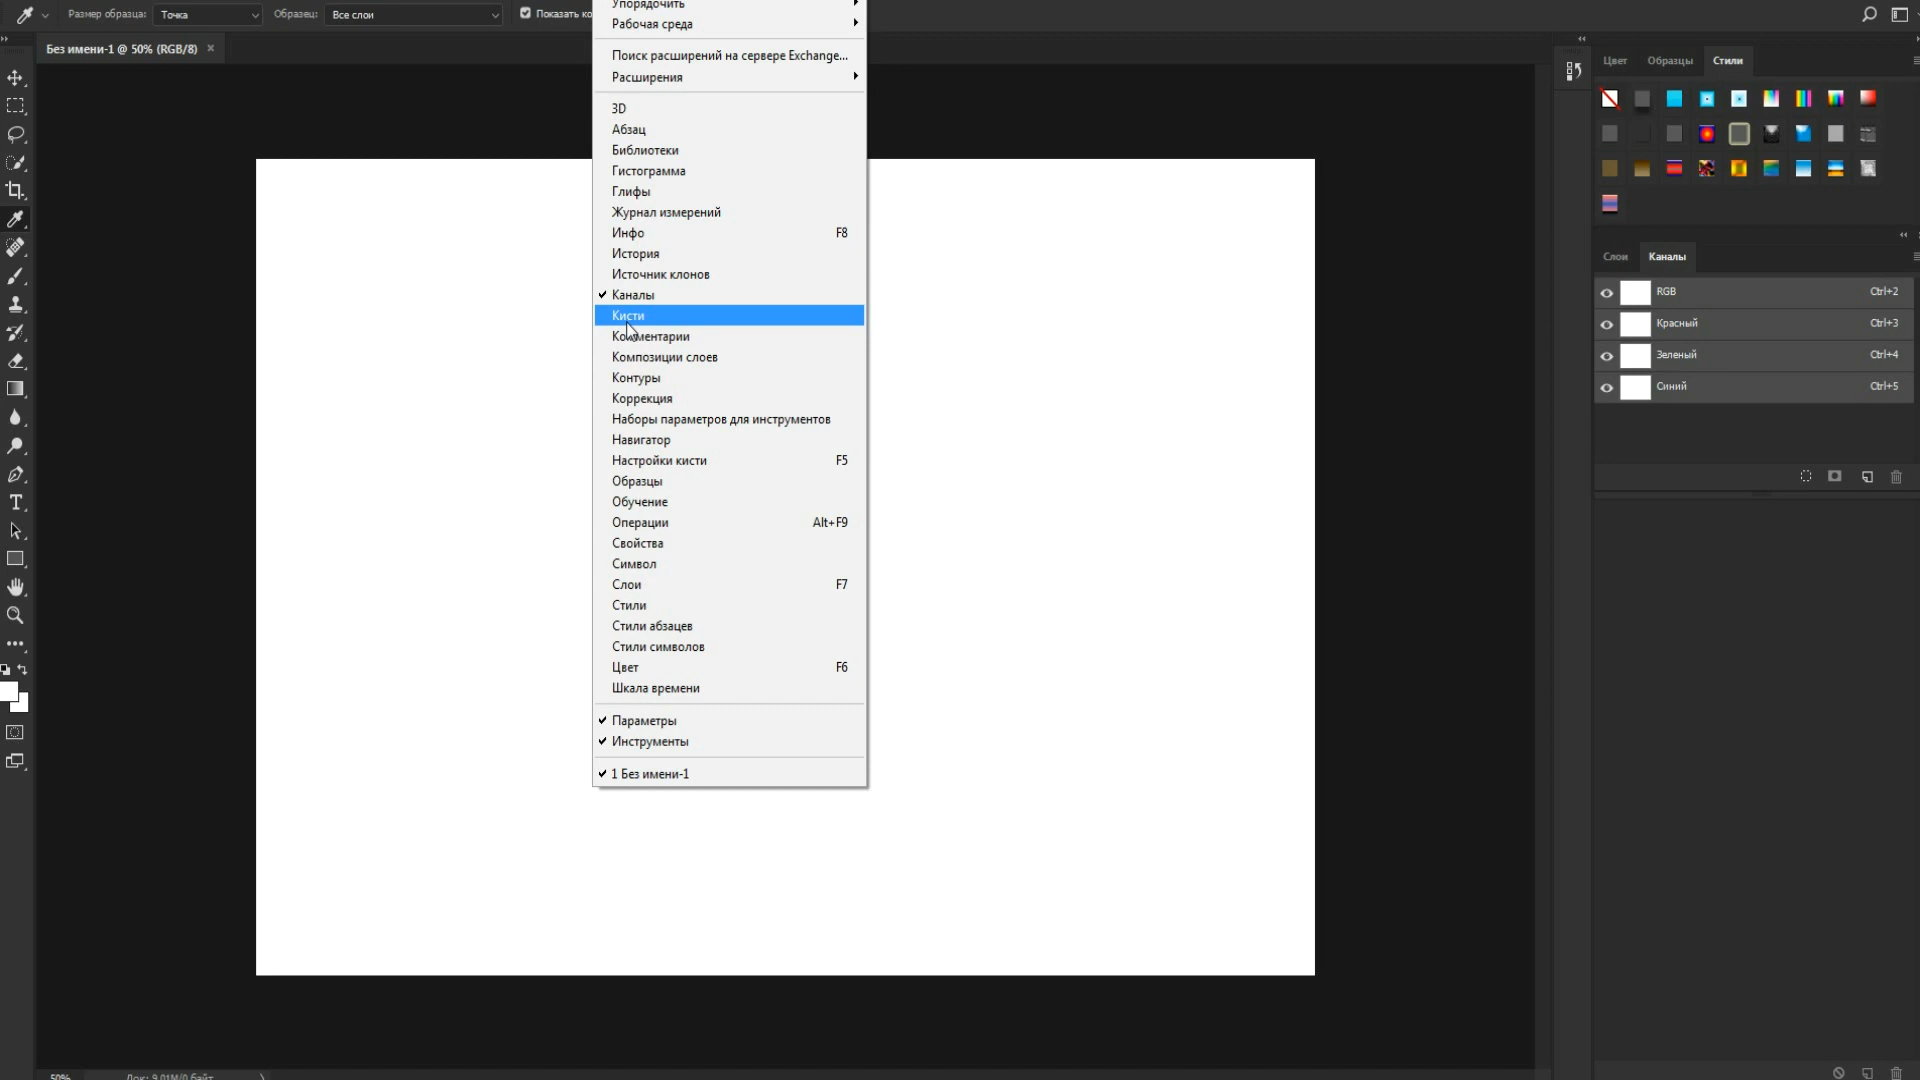 Размер образца: Точка Образец: Все слои Показать ко
Без имени-1 @ 50% (RGB/8) ×
Упорядочить
Рабочая среда
Поиск расширений на сервере Exchange...
Расширения
3D
Абзац
Библиотеки
Гистограмма
Глифы
Журнал измерений
Инфо F8
История
Источник клонов
Каналы
Кисти
Комментарии
Композиции слоев
Контуры
Коррекция
Наборы параметров для инструментов
Навигатор
Настройки кисти F5
Образцы
Обучение
Операции Alt+F9
Свойства
Символ
Слои F7
Стили
Стили абзацев
Стили символов
Цвет F6
Шкала времени
Параметры
Инструменты
1 Без имени-1
Цвет Образцы Стили
Слои Каналы
RGB Ctrl+2
Красный Ctrl+3
Зеленый Ctrl+4
Синий Ctrl+5
50% Док: 9,01M/0 байт